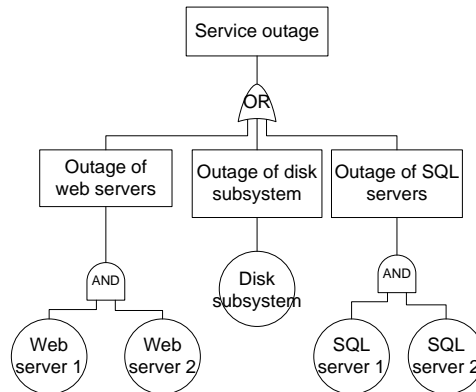 Service outage
OR
Outage of
web servers
Outage of disk
subsystem
Outage of SQL
servers
AND
Disk
subsystem
AND
Web
server 1
Web
server 2
SQL
server 1
SQL
server 2